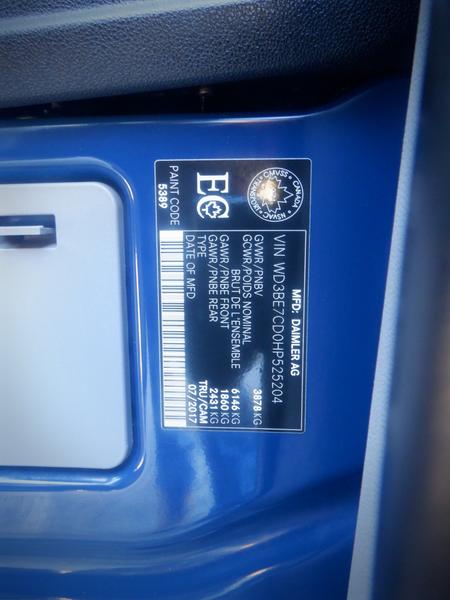 MFD: DAIMLER AG
VIN WD3BE7CD0HP525204
GVWR/PNBV 3878 KG
GCWR/POIDS NOMINAL
BRUT DE L'ENSEMBLE 6146 KG
GAWR/PNBE FRONT 1860 KG
GAWR/PNBE REAR 2431 KG
TYPE TRU/CAM
DATE OF MFD 07/2017
CANADA
CMVSS
NSVAC
EC
PAINT CODE
5389